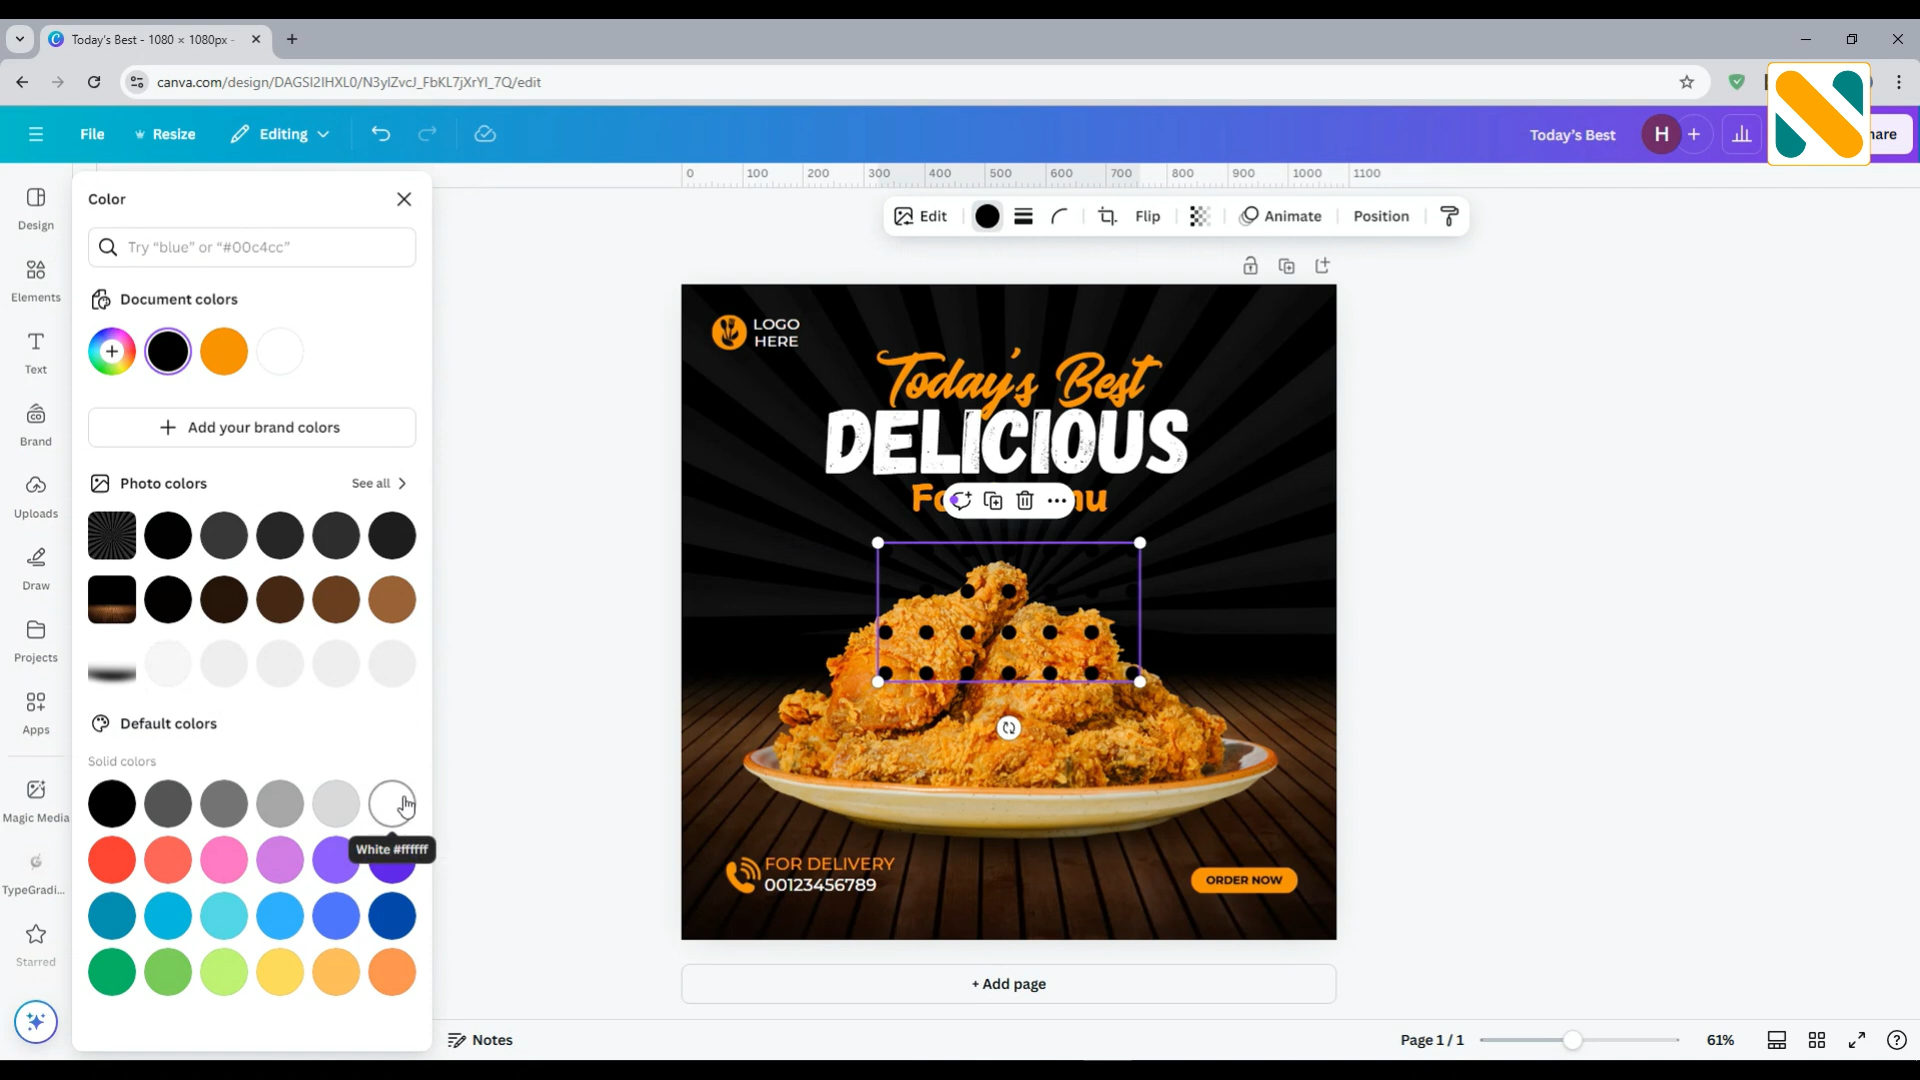 Today's Best - 1080 × 1080px -
canva.com/design/DAGSI2IHXL0/N3ylZvcJ_FbKL7jXrYl_7Q/edit
File
Resize
Editing
Today's Best
H
hare
0 100 200 300 400 500 600 700 800 900 1000 1100
Design
Elements
Text
Brand
Uploads
Draw
Projects
Apps
Magic Media
TypeGradi...
Starred
Color
Try "blue" or "#00c4cc"
Document colors
Add your brand colors
Photo colors
See all
Default colors
Solid colors
White #ffffff
Edit
Flip
Animate
Position
LOGO
HERE
Today's Best
DELICIOUS
FOR DELIVERY
00123456789
ORDER NOW
+ Add page
Notes
Page 1 / 1
61%